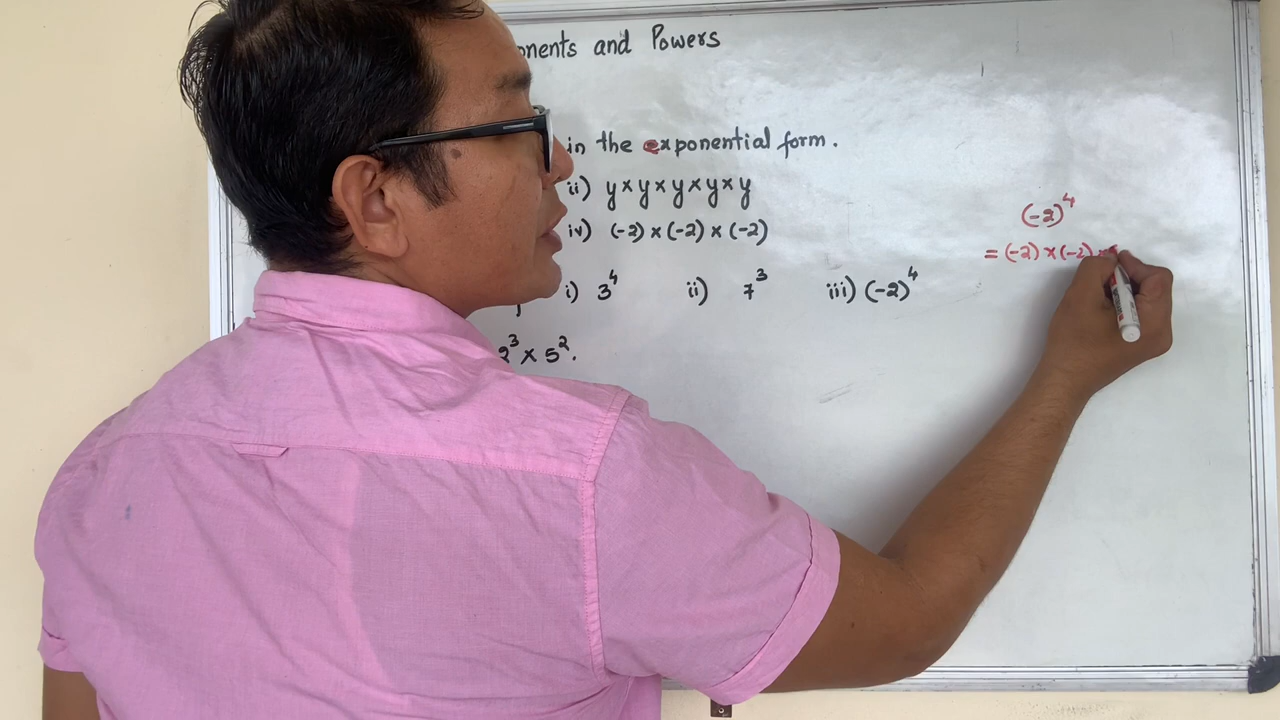 nents and Powers
in the exponential form.
ii) y×y×y×y×y
iv) (-2)×(-2)×(-2)
i) 3⁴ ii) 7³ iii) (-2)⁴
2³ × 5².
(-2)⁴
= (-2) × (-2) ×